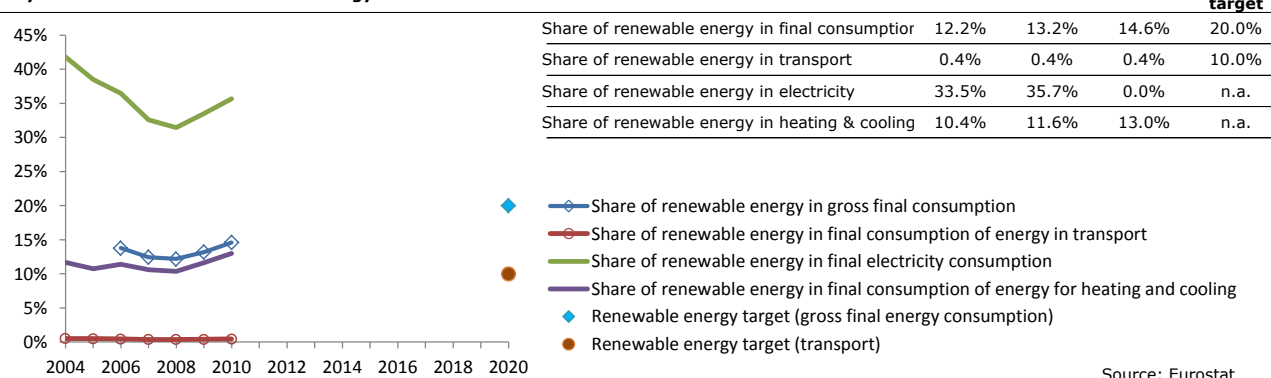 target
Share of renewable energy in final consumption 12.2% 13.2% 14.6% 20.0%
Share of renewable energy in transport 0.4% 0.4% 0.4% 10.0%
Share of renewable energy in electricity 33.5% 35.7% 0.0% n.a.
Share of renewable energy in heating & cooling 10.4% 11.6% 13.0% n.a.
45%
40%
35%
30%
25%
20%
15%
10%
5%
0%
2004 2006 2008 2010 2012 2014 2016 2018 2020
Share of renewable energy in gross final consumption
Share of renewable energy in final consumption of energy in transport
Share of renewable energy in final electricity consumption
Share of renewable energy in final consumption of energy for heating and cooling
Renewable energy target (gross final energy consumption)
Renewable energy target (transport)
Source: Eurostat